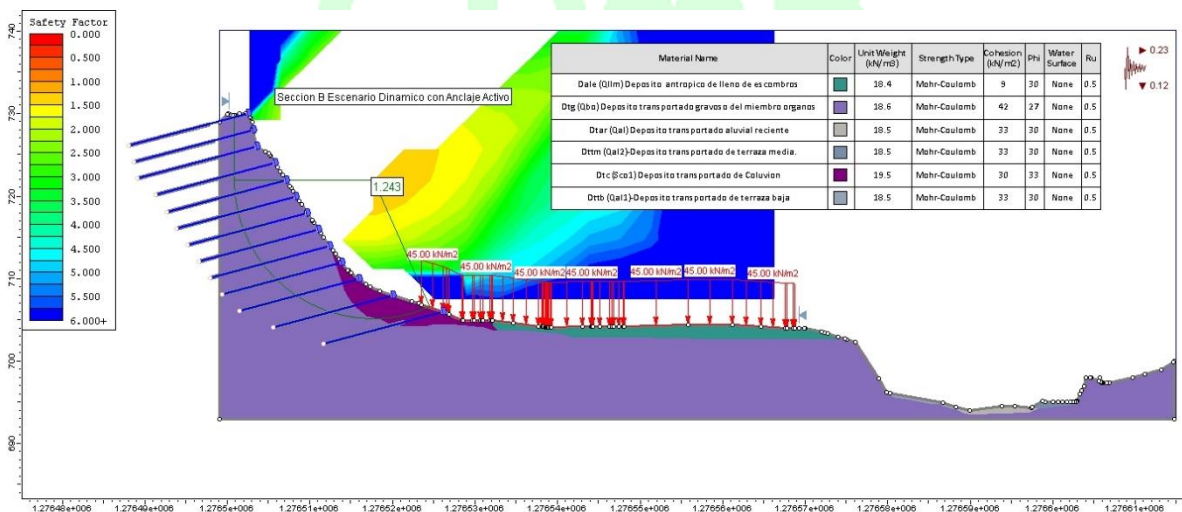 Safety Factor
0.000
0.500
1.000
1.500
2.000
2.500
3.000
3.500
4.000
4.500
5.000
5.500
6.000+
740
730
720
710
700
690
Seccion B Escenario Dinamico con Anclaje Activo
1.243
Material Name Color Unit Weight (kN/m3) Strength Type Cohesion (kN/m2) Phi Water Surface Ru
Dale (Qllm) Deposito antropico de lleno de escombros 18.4 Mohr-Coulomb 9 30 None 0.5
Dtg (Qbo) Deposito transportado gravoso del miembro organos 18.6 Mohr-Coulomb 42 27 None 0.5
Dtar (Qal) Deposito transportado aluvial reciente 18.5 Mohr-Coulomb 33 30 None 0.5
Dttm (Qal2)-Deposito transportado de terraza media. 18.5 Mohr-Coulomb 33 30 None 0.5
Dtc (Sco1) Deposito transportado de Coluvion 19.5 Mohr-Coulomb 30 33 None 0.5
Dttb (Qal1)-Deposito transportado de terraza baja 18.5 Mohr-Coulomb 33 30 None 0.5
0.23
0.12
45.00 kN/m2
45.00 kN/m2
45.00 kN/m2
45.00 kN/m2
45.00 kN/m2
45.00 kN/m2
45.00 kN/m2
1.27648e+006 1.27649e+006 1.2765e+006 1.27651e+006 1.27652e+006 1.27653e+006 1.27654e+006 1.27655e+006 1.27656e+006 1.27657e+006 1.27658e+006 1.27659e+006 1.2766e+006 1.27661e+006